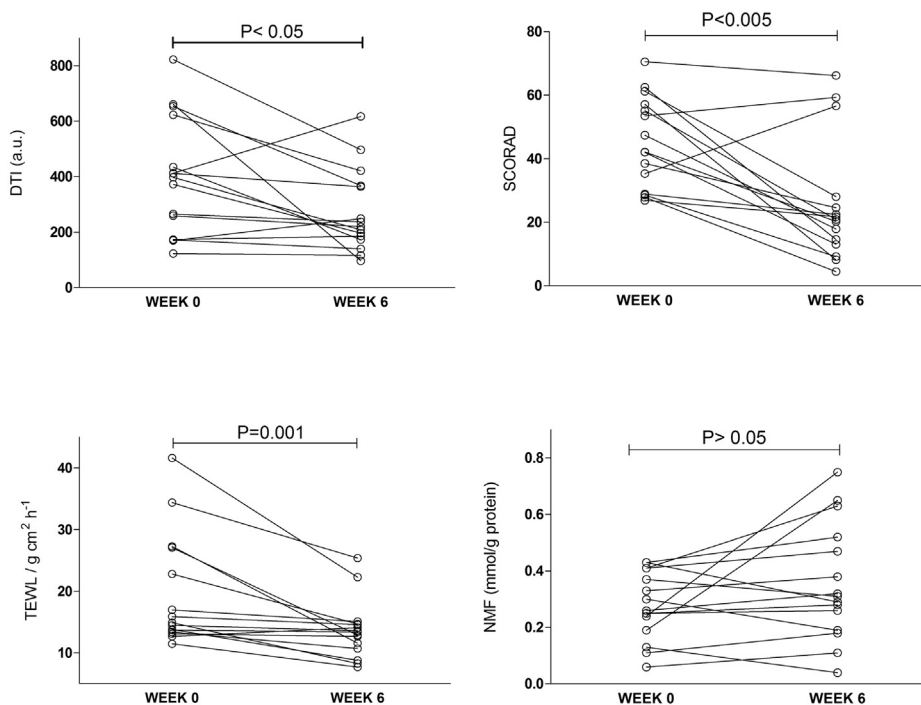 P< 0.05
800
600
400
200
0
DTI (a.u.)
WEEK 0 WEEK 6
P<0.005
80
60
40
20
0
SCORAD
WEEK 0 WEEK 6
P=0.001
40
30
20
10
TEWL / g cm² h⁻¹
WEEK 0 WEEK 6
P> 0.05
0.8
0.6
0.4
0.2
0.0
NMF (mmol/g protein)
WEEK 0 WEEK 6